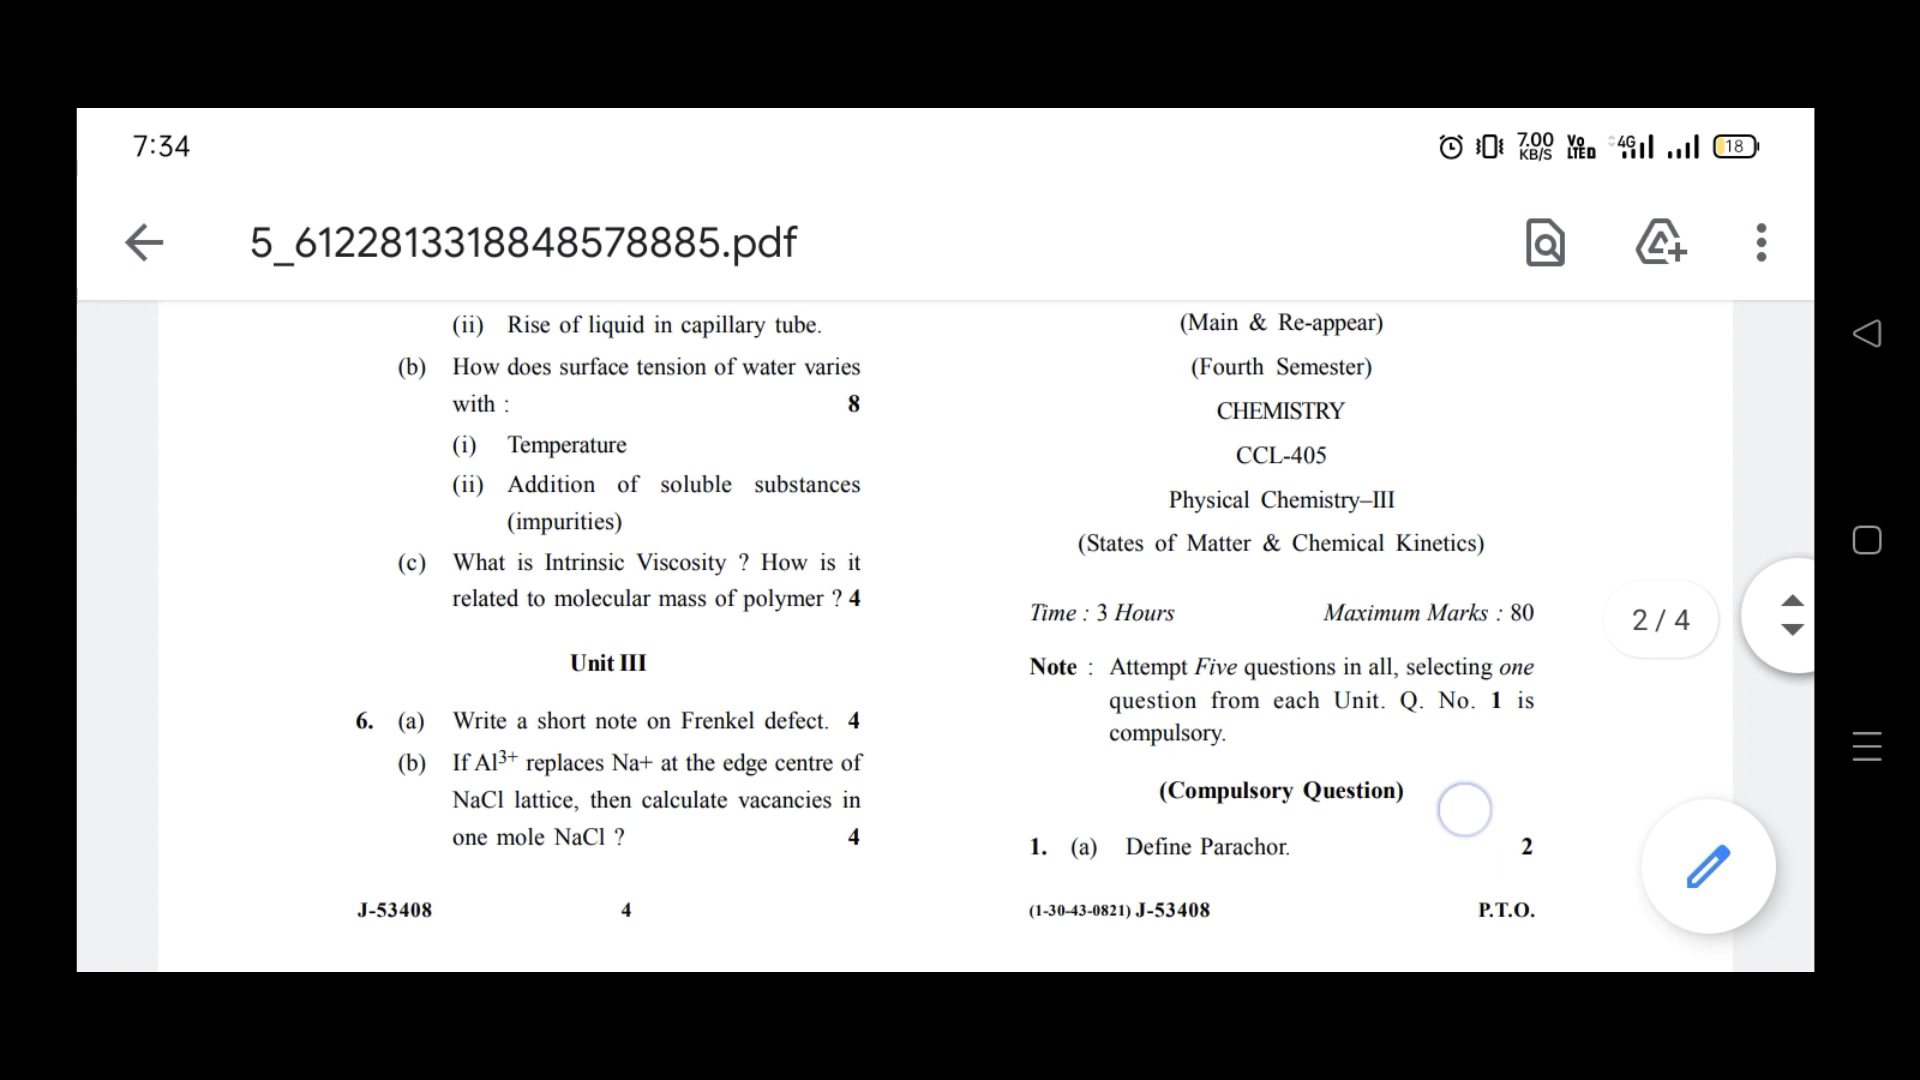 7:34
7.00 KB/S
Vo LTE
4G
18
5_6122813318848578885.pdf
(ii) Rise of liquid in capillary tube.
(b) How does surface tension of water varies
with : 8
(i) Temperature
(ii) Addition of soluble substances
(impurities)
(c) What is Intrinsic Viscosity ? How is it
related to molecular mass of polymer ? 4
Unit III
6. (a) Write a short note on Frenkel defect. 4
(b) If Al³⁺ replaces Na+ at the edge centre of
NaCl lattice, then calculate vacancies in
one mole NaCl ? 4
J-53408 4
(Main & Re-appear)
(Fourth Semester)
CHEMISTRY
CCL-405
Physical Chemistry–III
(States of Matter & Chemical Kinetics)
Time : 3 Hours Maximum Marks : 80
Note : Attempt Five questions in all, selecting one
question from each Unit. Q. No. 1 is
compulsory.
(Compulsory Question)
1. (a) Define Parachor. 2
(1-30-43-0821) J-53408 P.T.O.
2 / 4